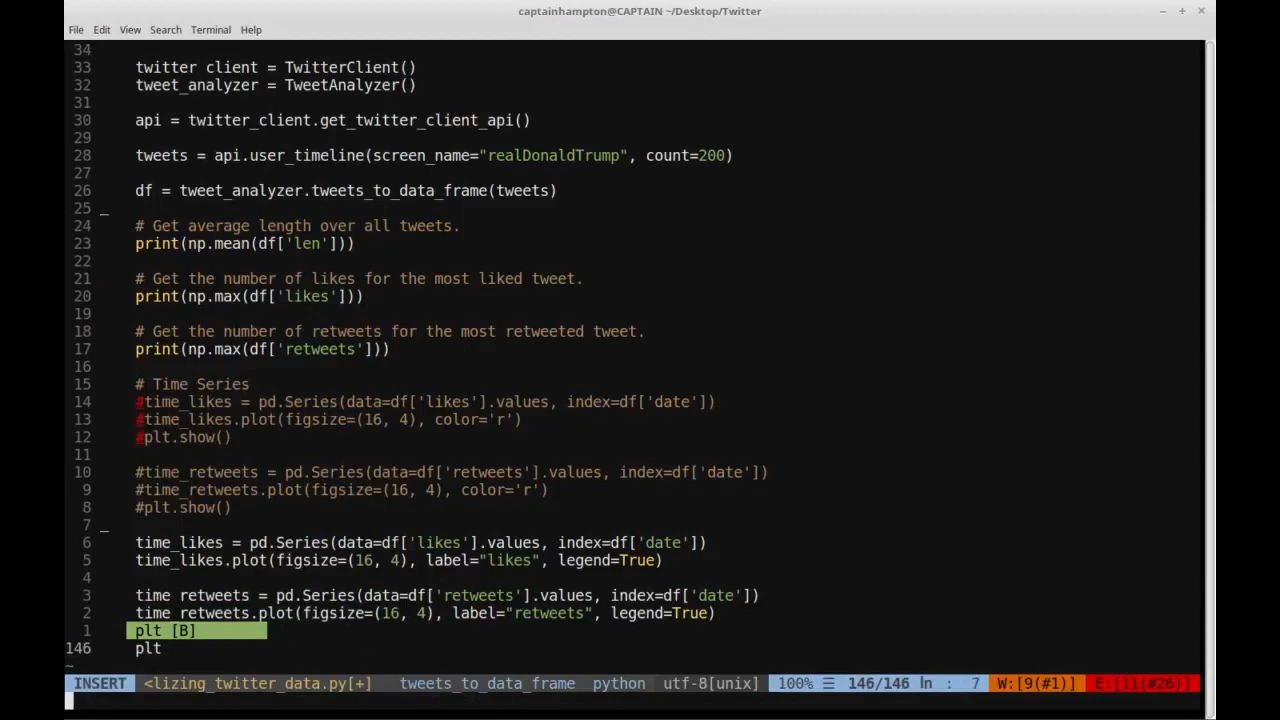 captainhampton@CAPTAIN ~/Desktop/Twitter
File Edit View Search Terminal Help
34
33 twitter client = TwitterClient()
32 tweet_analyzer = TweetAnalyzer()
31
30 api = twitter_client.get_twitter_client_api()
29
28 tweets = api.user_timeline(screen_name="realDonaldTrump", count=200)
27
26 df = tweet_analyzer.tweets_to_data_frame(tweets)
25 _
24 # Get average length over all tweets.
23 print(np.mean(df['len']))
22
21 # Get the number of likes for the most liked tweet.
20 print(np.max(df['likes']))
19
18 # Get the number of retweets for the most retweeted tweet.
17 print(np.max(df['retweets']))
16
15 # Time Series
14 #time_likes = pd.Series(data=df['likes'].values, index=df['date'])
13 #time_likes.plot(figsize=(16, 4), color='r')
12 #plt.show()
11
10 #time_retweets = pd.Series(data=df['retweets'].values, index=df['date'])
9 #time_retweets.plot(figsize=(16, 4), color='r')
8 #plt.show()
7 _
6 time_likes = pd.Series(data=df['likes'].values, index=df['date'])
5 time_likes.plot(figsize=(16, 4), label="likes", legend=True)
4
3 time retweets = pd.Series(data=df['retweets'].values, index=df['date'])
2 time retweets.plot(figsize=(16, 4), label="retweets", legend=True)
1 plt [B]
146 plt
~
INSERT <lizing_twitter_data.py[+] tweets_to_data_frame python utf-8[unix] 100% ☰ 146/146 ln : 7 W:[9(#1)] E:[11(#26)]